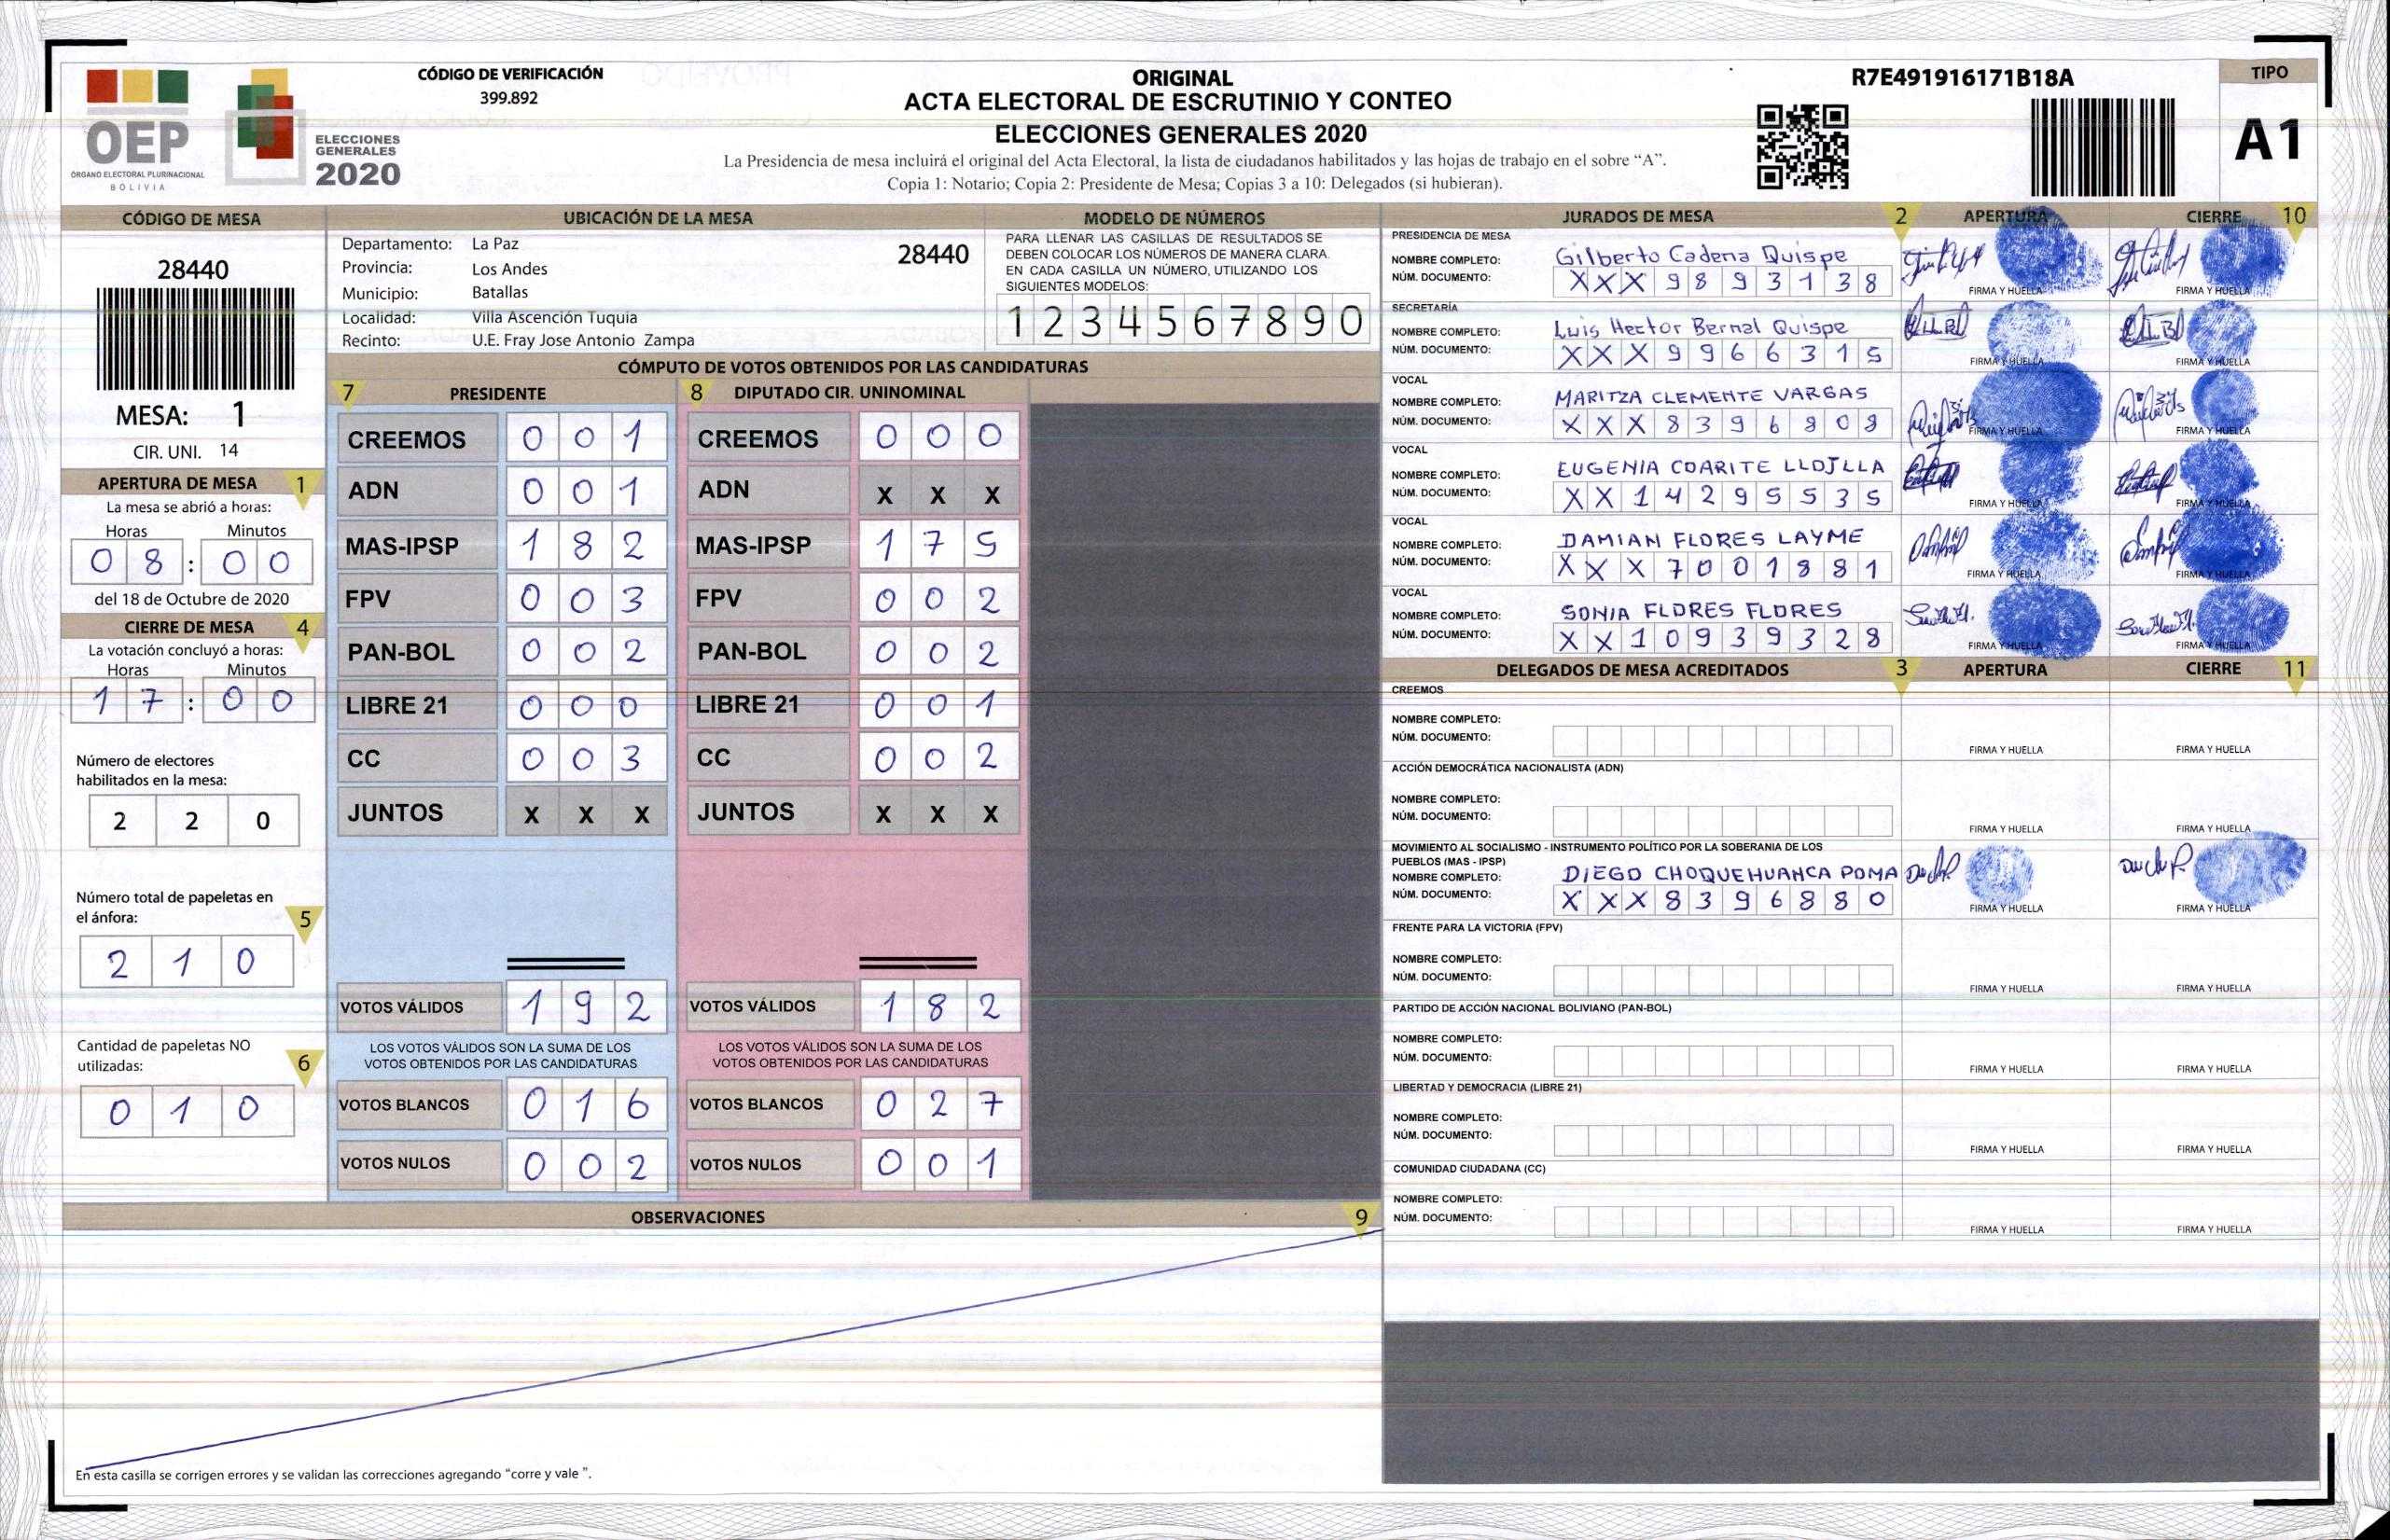 CÓDIGO DE VERIFICACIÓN
399.892
OEP
ÓRGANO ELECTORAL PLURINACIONAL
BOLIVIA
ELECCIONES
GENERALES
2020
ORIGINAL
ACTA ELECTORAL DE ESCRUTINIO Y CONTEO
ELECCIONES GENERALES 2020
La Presidencia de mesa incluirá el original del Acta Electoral, la lista de ciudadanos habilitados y las hojas de trabajo en el sobre “A”.
Copia 1: Notario; Copia 2: Presidente de Mesa; Copias 3 a 10: Delegados (si hubieran).
R7E491916171B18A
TIPO
A1
CÓDIGO DE MESA
28440
MESA: 1
CIR. UNI. 14
APERTURA DE MESA 1
La mesa se abrió a horas:
Horas Minutos
0 8 : 0 0
del 18 de Octubre de 2020
CIERRE DE MESA 4
La votación concluyó a horas:
Horas Minutos
1 7 : 0 0
Número de electores
habilitados en la mesa:
2 2 0
Número total de papeletas en
el ánfora: 5
2 1 0
Cantidad de papeletas NO
utilizadas: 6
0 1 0
UBICACIÓN DE LA MESA
Departamento: La Paz 28440
Provincia: Los Andes
Municipio: Batallas
Localidad: Villa Ascención Tuquia
Recinto: U.E. Fray Jose Antonio Zampa
MODELO DE NÚMEROS
PARA LLENAR LAS CASILLAS DE RESULTADOS SE
DEBEN COLOCAR LOS NÚMEROS DE MANERA CLARA.
EN CADA CASILLA UN NÚMERO, UTILIZANDO LOS
SIGUIENTES MODELOS:
1 2 3 4 5 6 7 8 9 0
CÓMPUTO DE VOTOS OBTENIDOS POR LAS CANDIDATURAS
7 PRESIDENTE
CREEMOS 0 0 1
ADN 0 0 1
MAS-IPSP 1 8 2
FPV 0 0 3
PAN-BOL 0 0 2
LIBRE 21 0 0 0
CC 0 0 3
JUNTOS X X X
VOTOS VÁLIDOS 1 9 2
LOS VOTOS VÁLIDOS SON LA SUMA DE LOS
VOTOS OBTENIDOS POR LAS CANDIDATURAS
VOTOS BLANCOS 0 1 6
VOTOS NULOS 0 0 2
8 DIPUTADO CIR. UNINOMINAL
CREEMOS 0 0 0
ADN X X X
MAS-IPSP 1 7 5
FPV 0 0 2
PAN-BOL 0 0 2
LIBRE 21 0 0 1
CC 0 0 2
JUNTOS X X X
VOTOS VÁLIDOS 1 8 2
LOS VOTOS VÁLIDOS SON LA SUMA DE LOS
VOTOS OBTENIDOS POR LAS CANDIDATURAS
VOTOS BLANCOS 0 2 7
VOTOS NULOS 0 0 1
OBSERVACIONES 9
En esta casilla se corrigen errores y se validan las correcciones agregando “corre y vale ”.
JURADOS DE MESA 2 APERTURA CIERRE 10
PRESIDENCIA DE MESA
NOMBRE COMPLETO: Gilberto Cadena Quispe
NÚM. DOCUMENTO: X X X 9 8 9 3 1 3 8 FIRMA Y HUELLA FIRMA Y HUELLA
SECRETARÍA
NOMBRE COMPLETO: Luis Hector Bernal Quispe
NÚM. DOCUMENTO: X X X 9 9 6 6 3 1 5 FIRMA Y HUELLA FIRMA Y HUELLA
VOCAL
NOMBRE COMPLETO: MARITZA CLEMENTE VARGAS
NÚM. DOCUMENTO: X X X 8 3 9 6 8 0 8 FIRMA Y HUELLA FIRMA Y HUELLA
VOCAL
NOMBRE COMPLETO: EUGENIA COARITE LLOJLLA
NÚM. DOCUMENTO: X X 1 4 2 9 5 5 3 5 FIRMA Y HUELLA FIRMA Y HUELLA
VOCAL
NOMBRE COMPLETO: DAMIAN FLORES LAYME
NÚM. DOCUMENTO: X X X 7 0 0 1 8 8 1 FIRMA Y HUELLA FIRMA Y HUELLA
VOCAL
NOMBRE COMPLETO: SONIA FLORES FLORES
NÚM. DOCUMENTO: X X 1 0 9 3 9 3 2 8 FIRMA Y HUELLA FIRMA Y HUELLA
DELEGADOS DE MESA ACREDITADOS 3 APERTURA CIERRE 11
CREEMOS
NOMBRE COMPLETO:
NÚM. DOCUMENTO: FIRMA Y HUELLA FIRMA Y HUELLA
ACCIÓN DEMOCRÁTICA NACIONALISTA (ADN)
NOMBRE COMPLETO:
NÚM. DOCUMENTO: FIRMA Y HUELLA FIRMA Y HUELLA
MOVIMIENTO AL SOCIALISMO - INSTRUMENTO POLÍTICO POR LA SOBERANIA DE LOS
PUEBLOS (MAS - IPSP)
NOMBRE COMPLETO: DIEGO CHOQUEHUANCA POMA
NÚM. DOCUMENTO: X X X 8 3 9 6 8 8 0 FIRMA Y HUELLA FIRMA Y HUELLA
FRENTE PARA LA VICTORIA (FPV)
NOMBRE COMPLETO:
NÚM. DOCUMENTO: FIRMA Y HUELLA FIRMA Y HUELLA
PARTIDO DE ACCIÓN NACIONAL BOLIVIANO (PAN-BOL)
NOMBRE COMPLETO:
NÚM. DOCUMENTO: FIRMA Y HUELLA FIRMA Y HUELLA
LIBERTAD Y DEMOCRACIA (LIBRE 21)
NOMBRE COMPLETO:
NÚM. DOCUMENTO: FIRMA Y HUELLA FIRMA Y HUELLA
COMUNIDAD CIUDADANA (CC)
NOMBRE COMPLETO:
NÚM. DOCUMENTO: FIRMA Y HUELLA FIRMA Y HUELLA